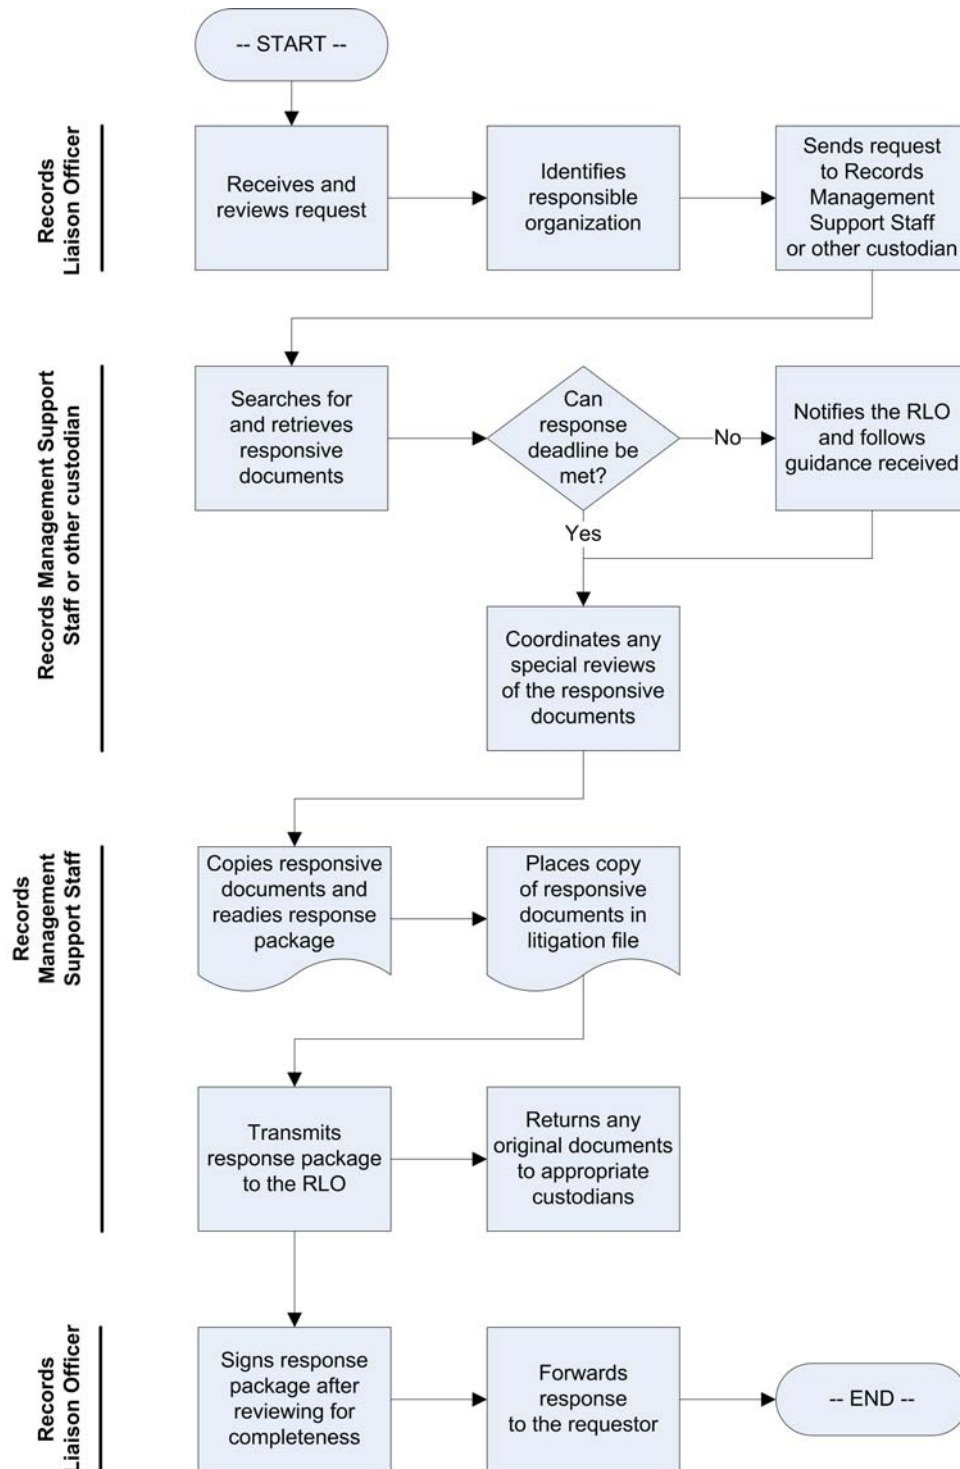 -- START --
Records
Liaison Officer
Receives and
reviews request
Identifies
responsible
organization
Sends request
to Records
Management
Support Staff
or other custodian
Records Management Support
Staff or other custodian
Searches for
and retrieves
responsive
documents
Can
response
deadline be
met?
No
Notifies the RLO
and follows
guidance received
Yes
Coordinates any
special reviews
of the responsive
documents
Records
Management
Support Staff
Copies responsive
documents and
readies response
package
Places copy
of responsive
documents in
litigation file
Transmits
response package
to the RLO
Returns any
original documents
to appropriate
custodians
Records
Liaison Officer
Signs response
package after
reviewing for
completeness
Forwards
response
to the requestor
-- END --